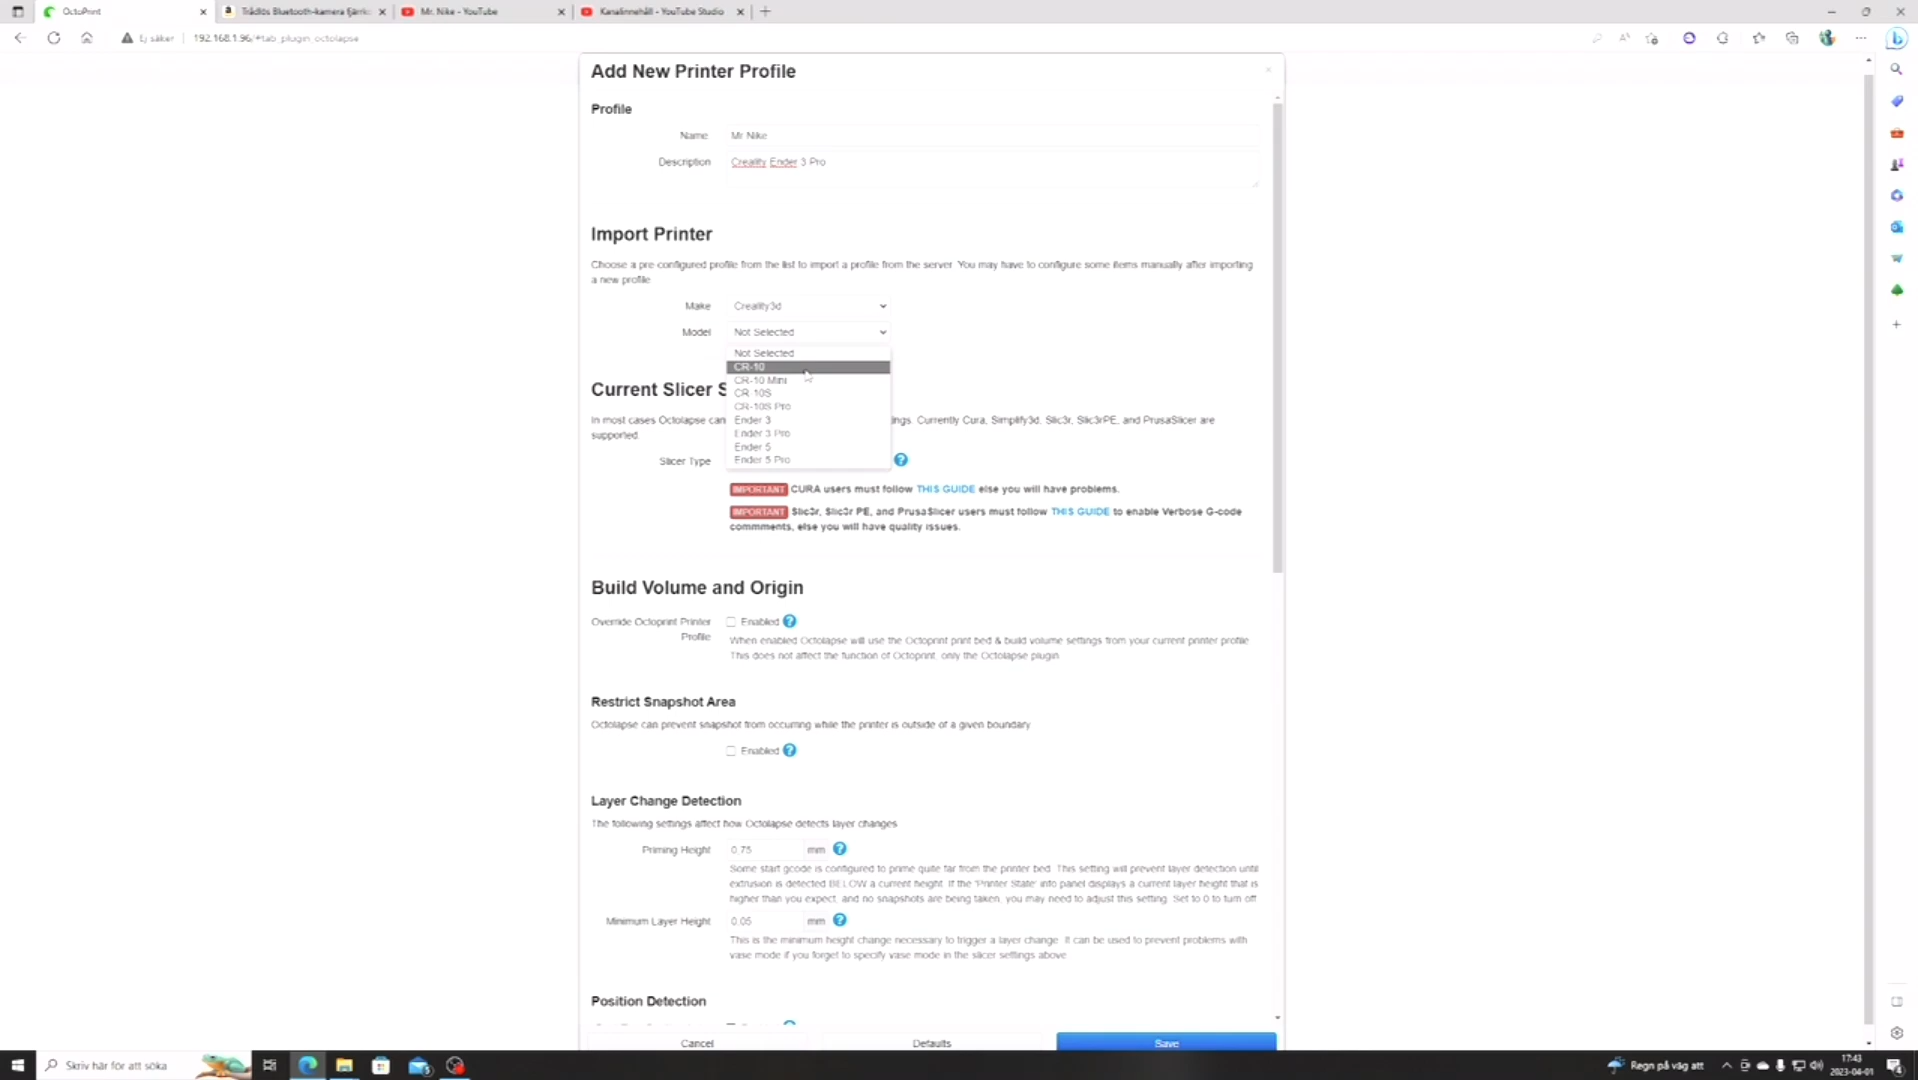 OctoPrint
Trådlös Bluetooth-kamera fjärrko
Mr. Nike - YouTube
Kanalinnehåll - YouTube Studio
Ej säker
192.168.1.96/#tab_plugin_octolapse
Add New Printer Profile
Profile
Name
Mr Nike
Description
Creality Ender 3 Pro
Import Printer
Choose a pre-configured profile from the list to import a profile from the server. You may have to configure some items manually after importing
a new profile
Make
Creality3d
Model
Not Selected
Not Selected
CR-10
CR-10 Mini
CR-10S
CR-10S Pro
Ender 3
Ender 3 Pro
Ender 5
Ender 5 Pro
Current Slicer S
In most cases Octolapse can
ings. Currently Cura, Simplify3d, Slic3r, Slic3rPE, and PrusaSlicer are
supported.
Slicer Type
IMPORTANT CURA users must follow THIS GUIDE else you will have problems.
IMPORTANT Slic3r, Slic3r PE, and PrusaSlicer users must follow THIS GUIDE to enable Verbose G-code
commments, else you will have quality issues.
Build Volume and Origin
Override Octoprint Printer
Profile
Enabled
When enabled Octolapse will use the Octoprint print bed & build volume settings from your current printer profile
This does not affect the function of Octoprint, only the Octolapse plugin
Restrict Snapshot Area
Octolapse can prevent snapshot from occurring while the printer is outside of a given boundary
Enabled
Layer Change Detection
The following settings affect how Octolapse detects layer changes
Priming Height
0.75
mm
Some start gcode is configured to prime quite far from the printer bed. This setting will prevent layer detection until
extrusion is detected BELOW a current height. If the 'Printer State' info panel displays a current layer height that is
higher than you expect, and no snapshots are being taken, you may need to adjust this setting. Set to 0 to turn off
Minimum Layer Height
0.05
mm
This is the minimum height change necessary to trigger a layer change. It can be used to prevent problems with
vase mode if you forget to specify vase mode in the slicer settings above
Position Detection
Cancel
Defaults
Save
Skriv här för att söka
Regn på väg att
17:43
2023-04-01